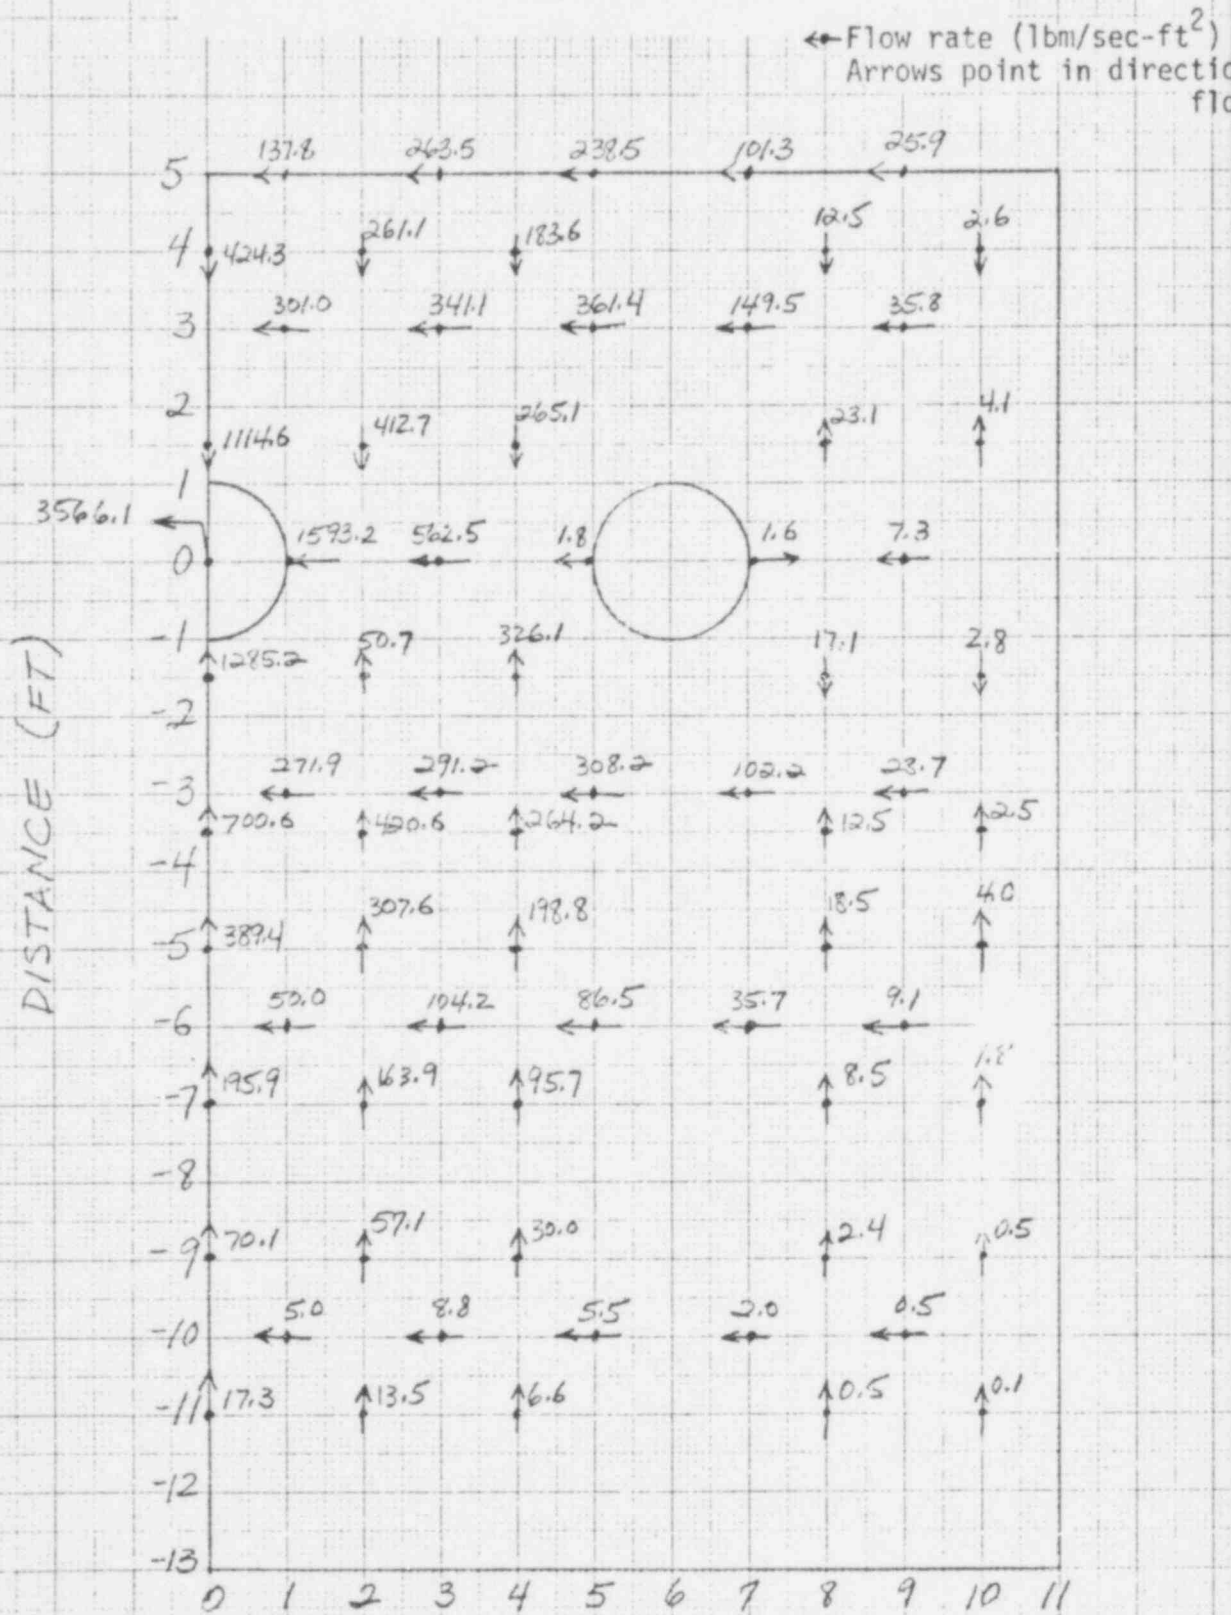 Flow rate (lbm/sec-ft2)
Arrows point in directio
flo
137.8 263.5 238.5 101.3 25.9
5
261.1 183.6 12.5 2.6
4 424.3
301.0 341.1 361.4 149.5 35.8
3
2 265.1 4.1
1114.6 412.7 23.1
1
3566.1
1593.2 562.5 1.8 1.6 7.3
0
-1 50.7 326.1 17.1 2.8
1285.2
-2
271.9 291.2 308.2 102.2 28.7
-3
700.6 420.6 264.2 12.5 2.5
-4
307.6 198.8 18.5 4.0
-5 389.4
50.0 104.2 86.5 35.7 9.1
-6
1.8
-7 195.9 163.9 95.7 8.5
-8
-9 70.1 57.1 30.0 2.4 0.5
5.0 8.8 5.5 2.0 0.5
-10
-11 17.3 13.5 6.6 0.5 0.1
-12
-13
0 1 2 3 4 5 6 7 8 9 10 11
DISTANCE (FT)